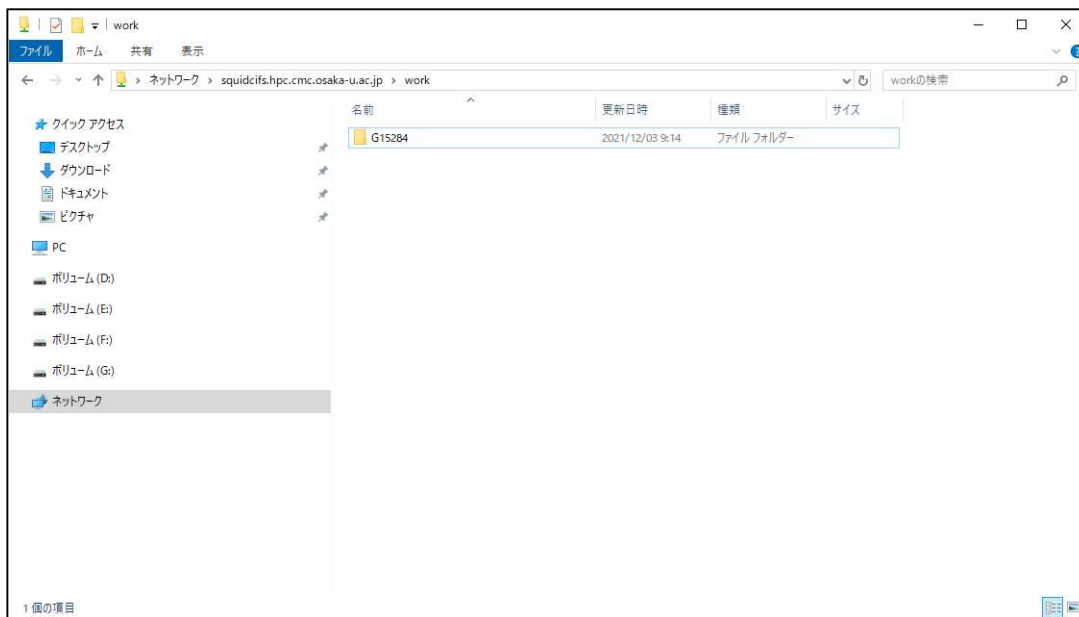 work
ファイル ホーム 共有 表示
ネットワーク > squidcifs.hpc.cmc.osaka-u.ac.jp > work
workの検索
名前 更新日時 種類 サイズ
クイック アクセス
G15284 2021/12/03 9:14 ファイル フォルダー
デスクトップ
ダウンロード
ドキュメント
ピクチャ
PC
ボリューム (D:)
ボリューム (E:)
ボリューム (F:)
ボリューム (G:)
ネットワーク
1 個の項目